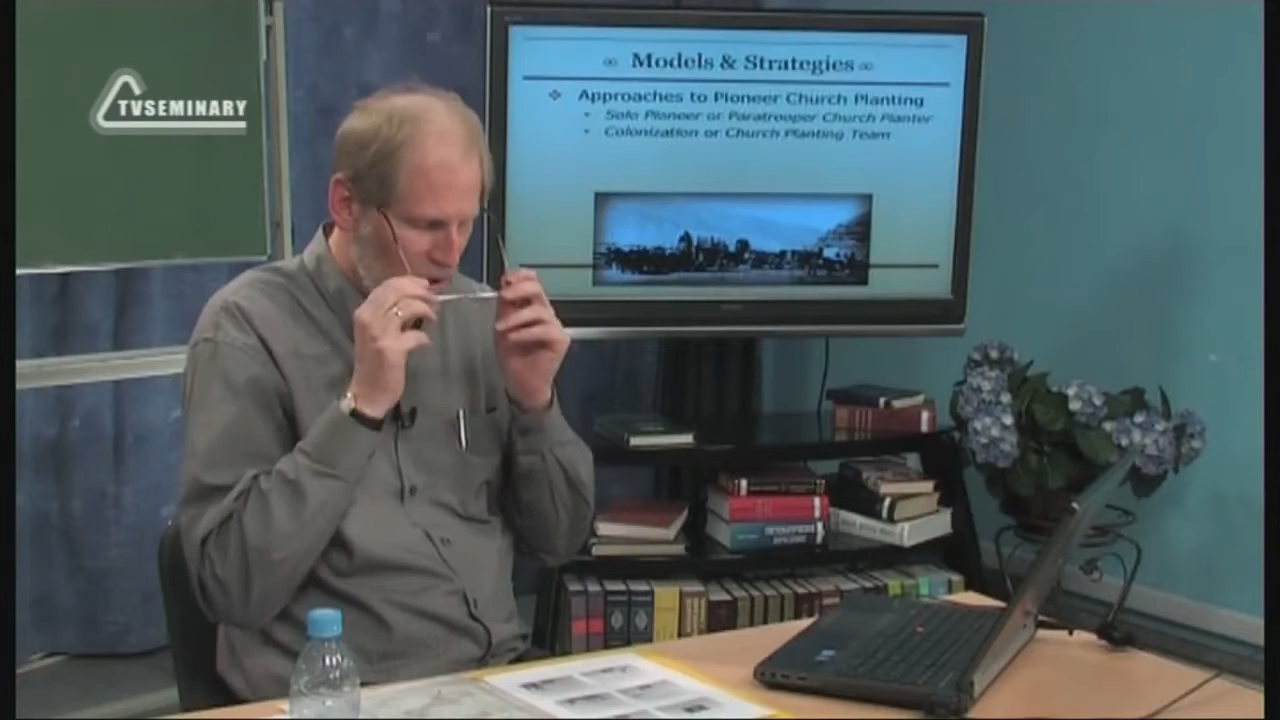 TVSEMINARY
Models & Strategies
Approaches to Pioneer Church Planting
Solo Pioneer or Paratrooper Church Planter
Colonization or Church Planting Team